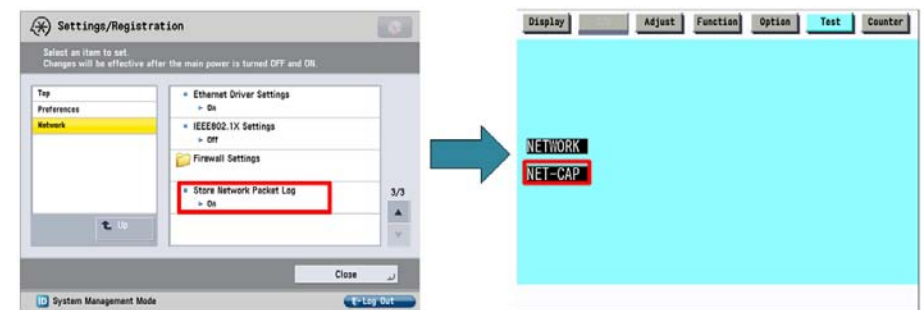 Settings/Registration
Select an item to set.
Changes will be effective after the main power is turned OFF and ON.
Top
Preferences
Network
Up
Ethernet Driver Settings
On
IEEE802.1X Settings
Off
Firewall Settings
Store Network Packet Log
On
3/3
Close
ID System Management Mode
Log Out
Display
Adjust
Function
Option
Test
Counter
NETWORK
NET-CAP